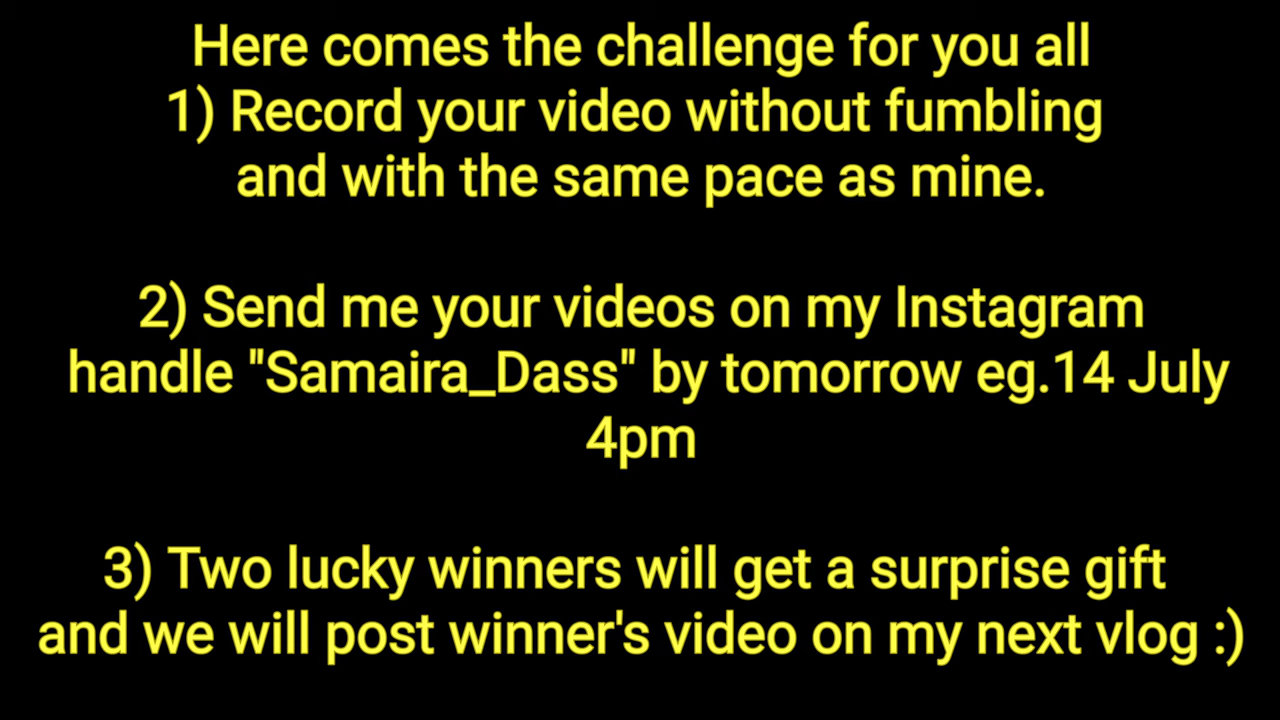 Here comes the challenge for you all
1) Record your video without fumbling
and with the same pace as mine.
2) Send me your videos on my Instagram
handle "Samaira_Dass" by tomorrow eg.14 July
4pm
3) Two lucky winners will get a surprise gift
and we will post winner's video on my next vlog :)